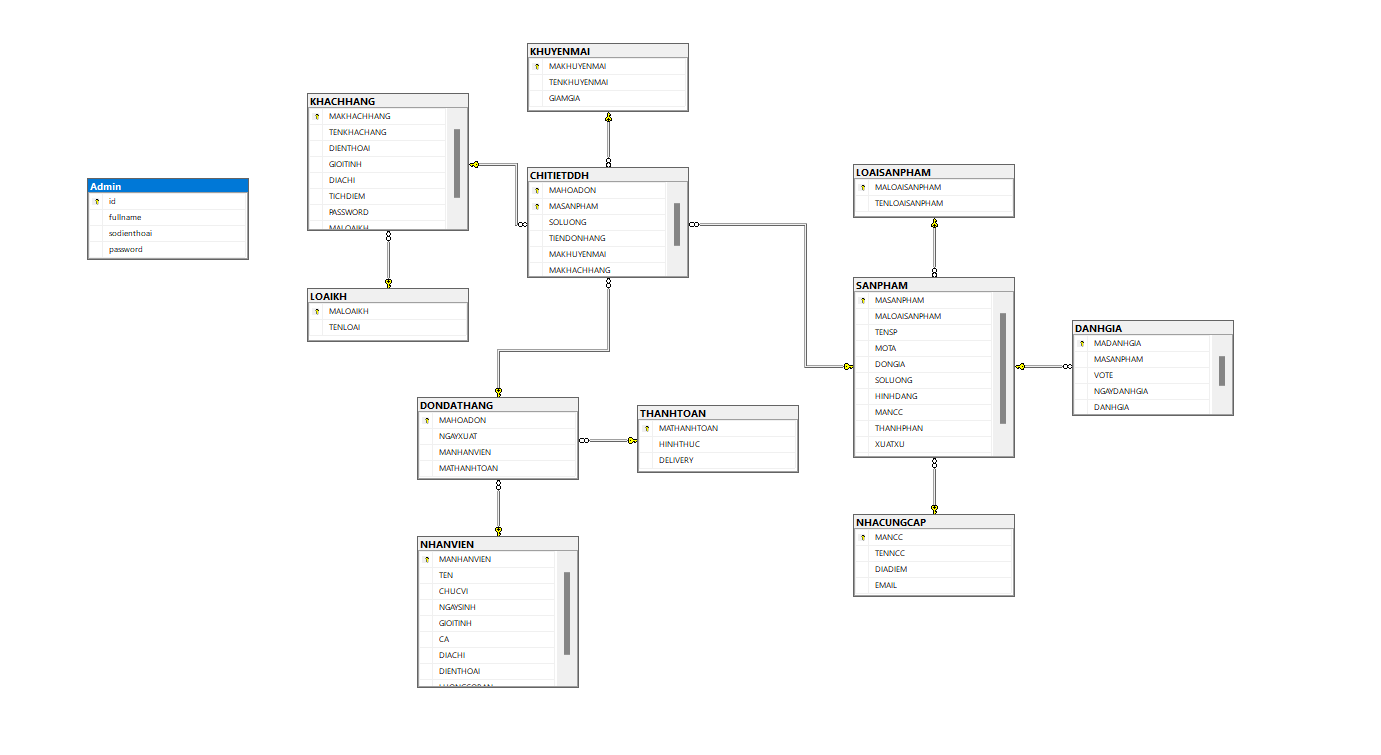 KHUYENMAI
MAKHUYENMAI
TENKHUYENMAI
GIAMGIA
KHACHHANG
MAKHACHHANG
TENKHACHANG
DIENTHOAI
GIOITINH
DIACHI
TICHDIEM
PASSWORD
MALOAIKH
CHITIETDDH
MAHOADON
MASANPHAM
SOLUONG
TIENDONHANG
MAKHUYENMAI
MAKHACHHANG
LOAISANPHAM
MALOAISANPHAM
TENLOAISANPHAM
Admin
id
fullname
sodienthoai
password
LOAIKH
MALOAIKH
TENLOAI
SANPHAM
MASANPHAM
MALOAISANPHAM
TENSP
MOTA
DONGIA
SOLUONG
HINHDANG
MANCC
THANHPHAN
XUATXU
DANHGIA
MADANHGIA
MASANPHAM
VOTE
NGAYDANHGIA
DANHGIA
DONDATHANG
MAHOADON
NGAYXUAT
MANHANVIEN
MATHANHTOAN
THANHTOAN
MATHANHTOAN
HINHTHUC
DELIVERY
NHACUNGCAP
MANCC
TENNCC
DIADIEM
EMAIL
NHANVIEN
MANHANVIEN
TEN
CHUCVI
NGAYSINH
GIOITINH
CA
DIACHI
DIENTHOAI